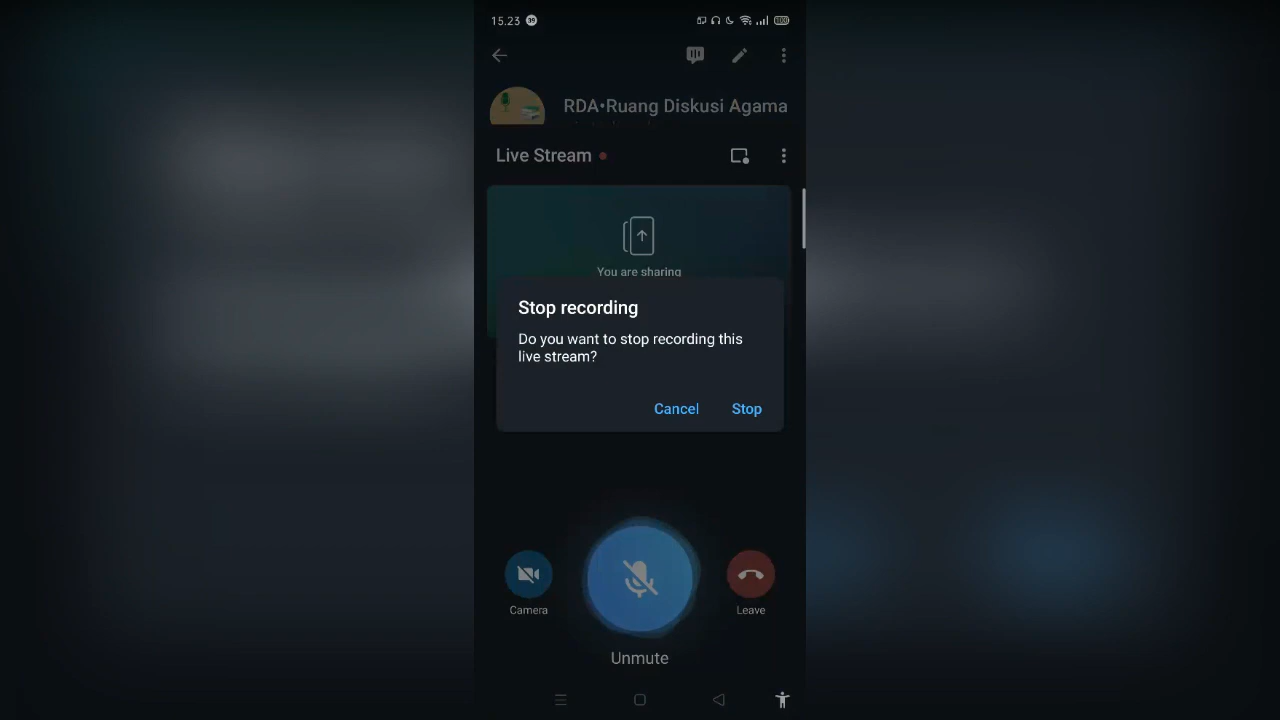 15.23
RDA•Ruang Diskusi Agama
Live Stream
You are sharing
Stop recording
Do you want to stop recording this
live stream?
Cancel Stop
Camera
Leave
Unmute